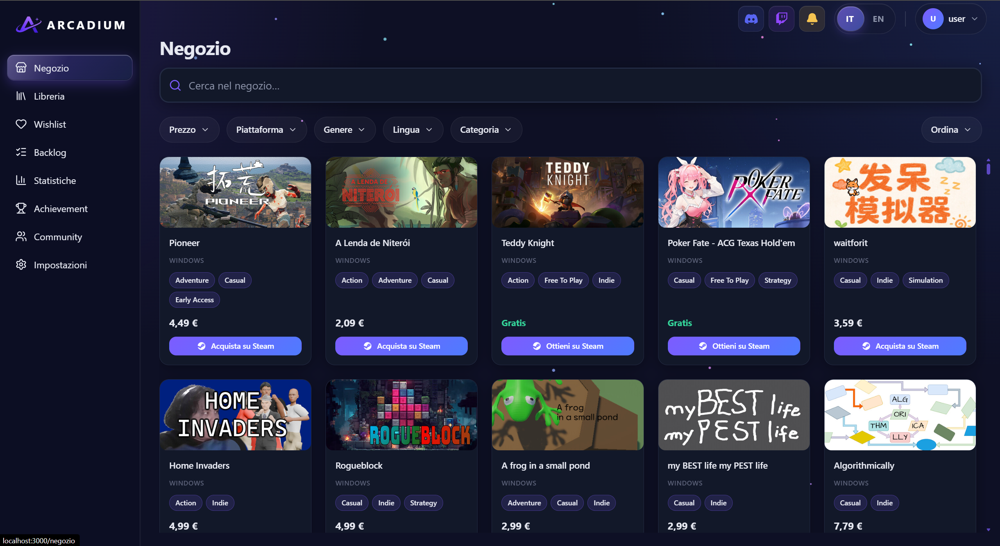 ARCADIUM
IT
EN
U
user
Negozio
Libreria
Wishlist
Backlog
Statistiche
Achievement
Community
Impostazioni
Negozio
Cerca nel negozio...
Prezzo
Piattaforma
Genere
Lingua
Categoria
Ordina
拓荒
PIONEER
Pioneer
WINDOWS
Adventure
Casual
Early Access
4,49 €
Acquista su Steam
A LENDA DE
NITERÓI
A Lenda de Niterói
WINDOWS
Action
Adventure
Casual
2,09 €
Acquista su Steam
TEDDY
KNIGHT
Teddy Knight
WINDOWS
Action
Free To Play
Indie
Gratis
Ottieni su Steam
POKER
FATE
Poker Fate - ACG Texas Hold'em
WINDOWS
Casual
Free To Play
Strategy
Gratis
Ottieni su Steam
发呆
zzz
模拟器
waitforit
WINDOWS
Casual
Indie
Simulation
3,59 €
Acquista su Steam
HOME
INVADERS
Home Invaders
WINDOWS
Action
Indie
4,99 €
ROGUEBLOCK
Rogueblock
WINDOWS
Casual
Indie
Strategy
4,99 €
A frog
in a small pond
A frog in a small pond
WINDOWS
Adventure
Casual
Indie
2,99 €
my BEST life
my PEST life
my BEST life my PEST life
WINDOWS
Casual
Indie
2,99 €
ALG
ORI
THM
ICA
LLY
Algorithmically
WINDOWS
Casual
Indie
7,79 €
localhost:3000/negozio